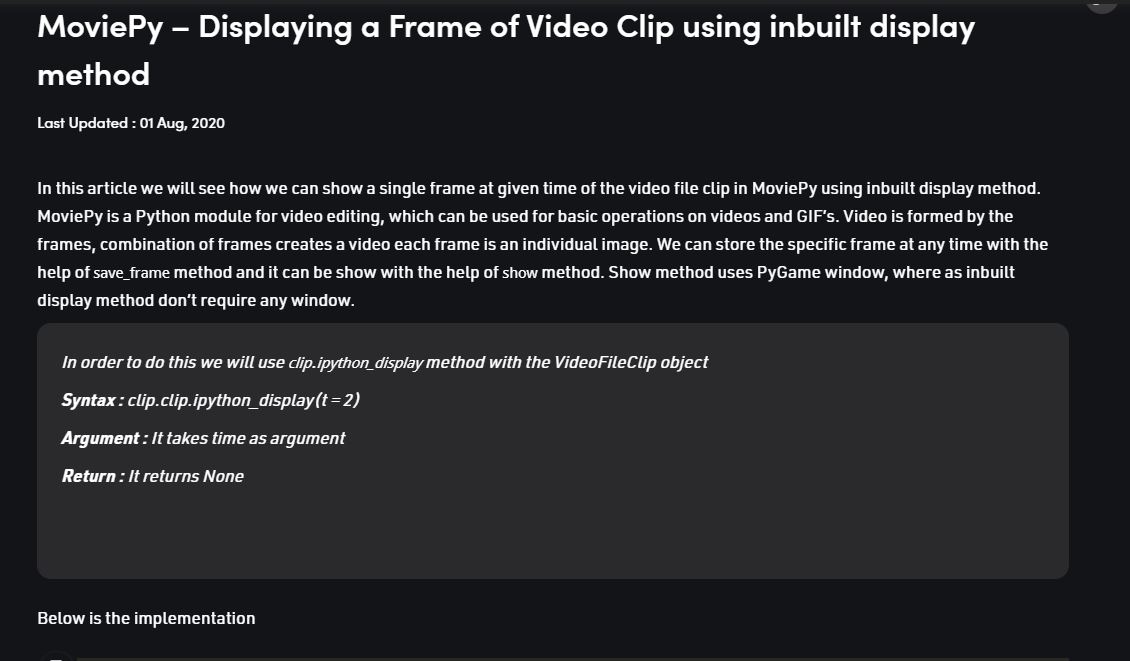 MoviePy – Displaying a Frame of Video Clip using inbuilt display
method
Last Updated : 01 Aug, 2020
In this article we will see how we can show a single frame at given time of the video file clip in MoviePy using inbuilt display method.
MoviePy is a Python module for video editing, which can be used for basic operations on videos and GIF's. Video is formed by the
frames, combination of frames creates a video each frame is an individual image. We can store the specific frame at any time with the
help of save_frame method and it can be show with the help of show method. Show method uses PyGame window, where as inbuilt
display method don't require any window.
In order to do this we will use clip.ipython_display method with the VideoFileClip object
Syntax : clip.clip.ipython_display(t = 2)
Argument : It takes time as argument
Return : It returns None
Below is the implementation